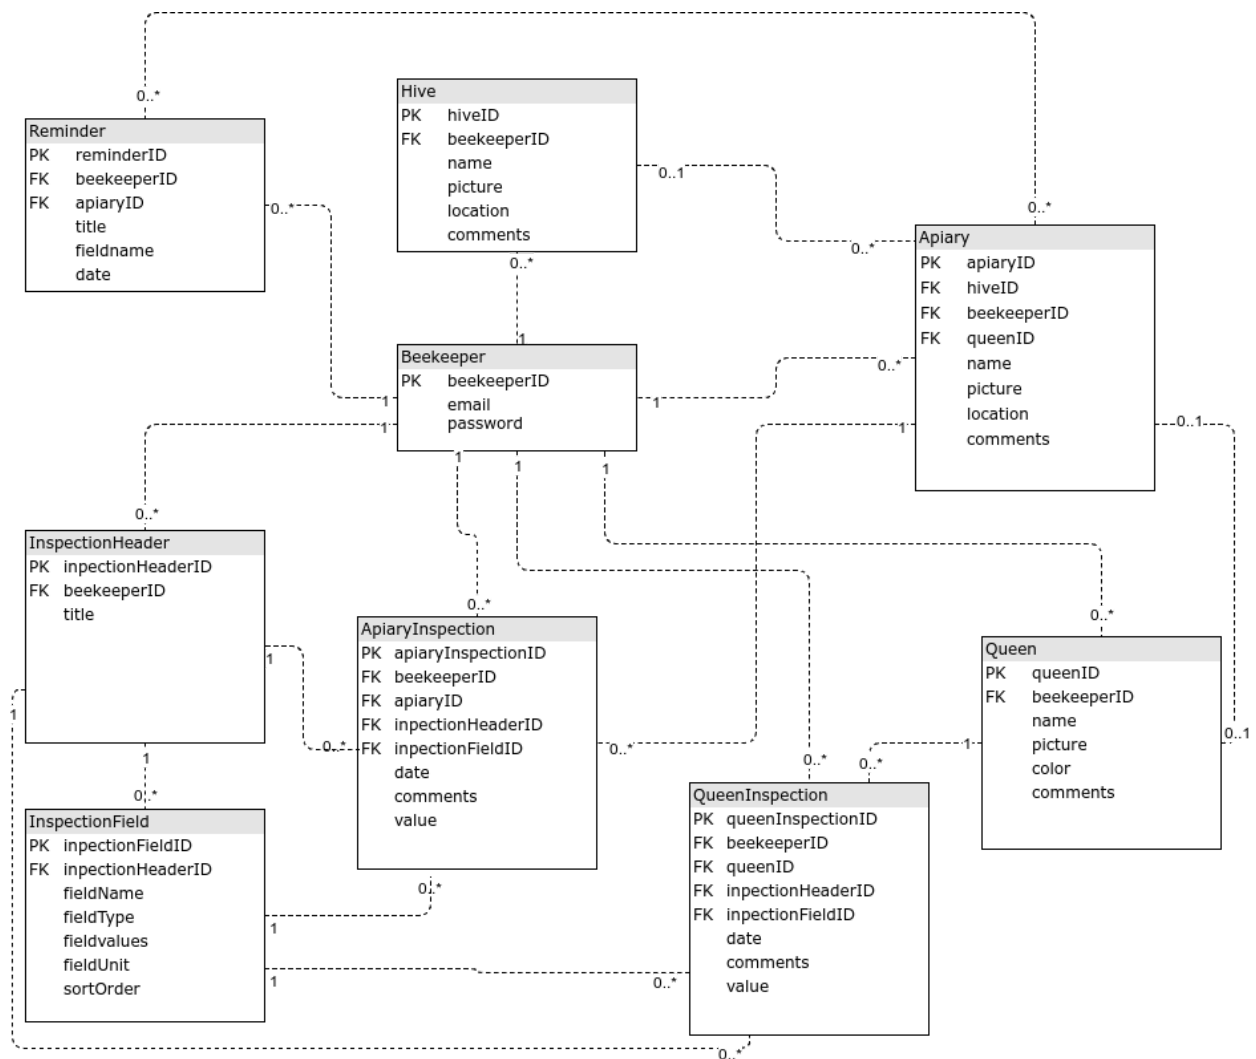 0..*
Reminder
PK reminderID
FK beekeeperID
FK apiaryID
title
fieldname
date
0..*
Hive
PK hiveID
FK beekeeperID
name
picture
location
comments
0..1
0..*
0..*
0..*
Apiary
PK apiaryID
FK hiveID
FK beekeeperID
FK queenID
name
picture
location
comments
1
Beekeeper
PK beekeeperID
email
password
1
1
1
0..*
1
0..1
1
1
1
0..*
InspectionHeader
PK inpectionHeaderID
FK beekeeperID
title
1
1
1
0..*
ApiaryInspection
PK apiaryInspectionID
FK beekeeperID
FK apiaryID
FK inpectionHeaderID
FK inpectionFieldID
date
comments
value
0..*
0..*
0..*
0..*
Queen
PK queenID
FK beekeeperID
name
picture
color
comments
0..1
1
0..*
0..*
0..*
InspectionField
PK inpectionFieldID
FK inpectionHeaderID
fieldName
fieldType
fieldvalues
fieldUnit
sortOrder
1
1
QueenInspection
PK queenInspectionID
FK beekeeperID
FK queenID
FK inpectionHeaderID
FK inpectionFieldID
date
comments
value
0..*
0..*